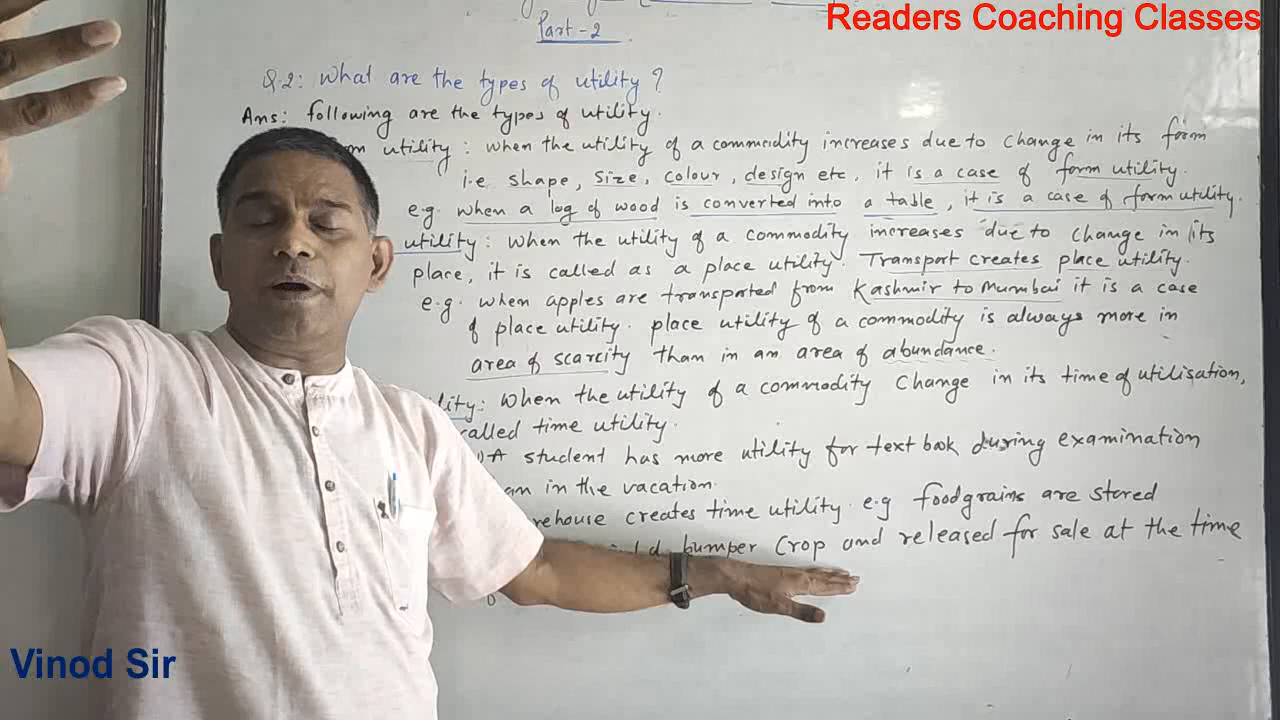 Readers Coaching Classes
Part - 2
Q.2: What are the types of utility?
Ans: following are the types of utility.
utility: when the utility of a commodity increases due to change in its form
i.e shape, size, colour, design etc, it is a case of form utility.
e.g. when a log of wood is converted into a table, it is a case of form utility.
utility: when the utility of a commodity increases due to change in its
place, it is called as a place utility. Transport creates place utility.
e.g. when apples are transported from Kashmir to Mumbai it is a case
of place utility. place utility of a commodity is always more in
area of scarcity than in an area of abundance.
When the utility of a commodity change in its time of utilisation,
called time utility.
1) A student has more utility for text book during examination
in the vacation.
creates time utility. e.g foodgrains are stored
bumper crop and released for sale at the time
Vinod Sir